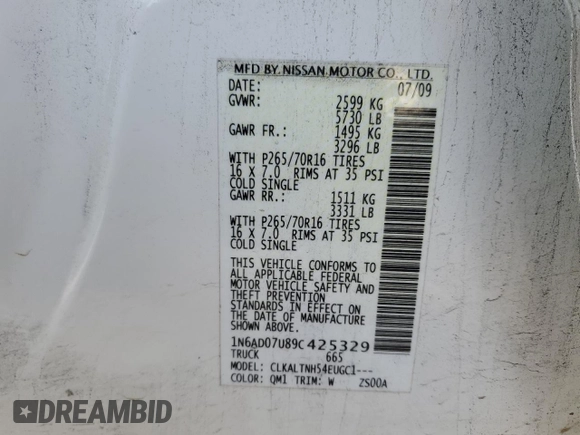 MFD BY NISSAN MOTOR CO., LTD.
DATE: 07/09
GVWR: 2599 KG
5730 LB
GAWR FR.: 1495 KG
3296 LB
WITH P265/70R16 TIRES
16 X 7.0 RIMS AT 35 PSI
COLD SINGLE
GAWR RR.: 1511 KG
3331 LB
WITH P265/70R16 TIRES
16 X 7.0 RIMS AT 35 PSI
COLD SINGLE
THIS VEHICLE CONFORMS TO
ALL APPLICABLE FEDERAL
MOTOR VEHICLE SAFETY AND
THEFT PREVENTION
STANDARDS IN EFFECT ON
THE DATE OF MANUFACTURE
SHOWN ABOVE.
1N6AD07U89C425329
TRUCK 665
MODEL: CLKALTNH54EUGC1---
COLOR: QM1 TRIM: W ZS00A
DREAMBID
DREAMBID.COM